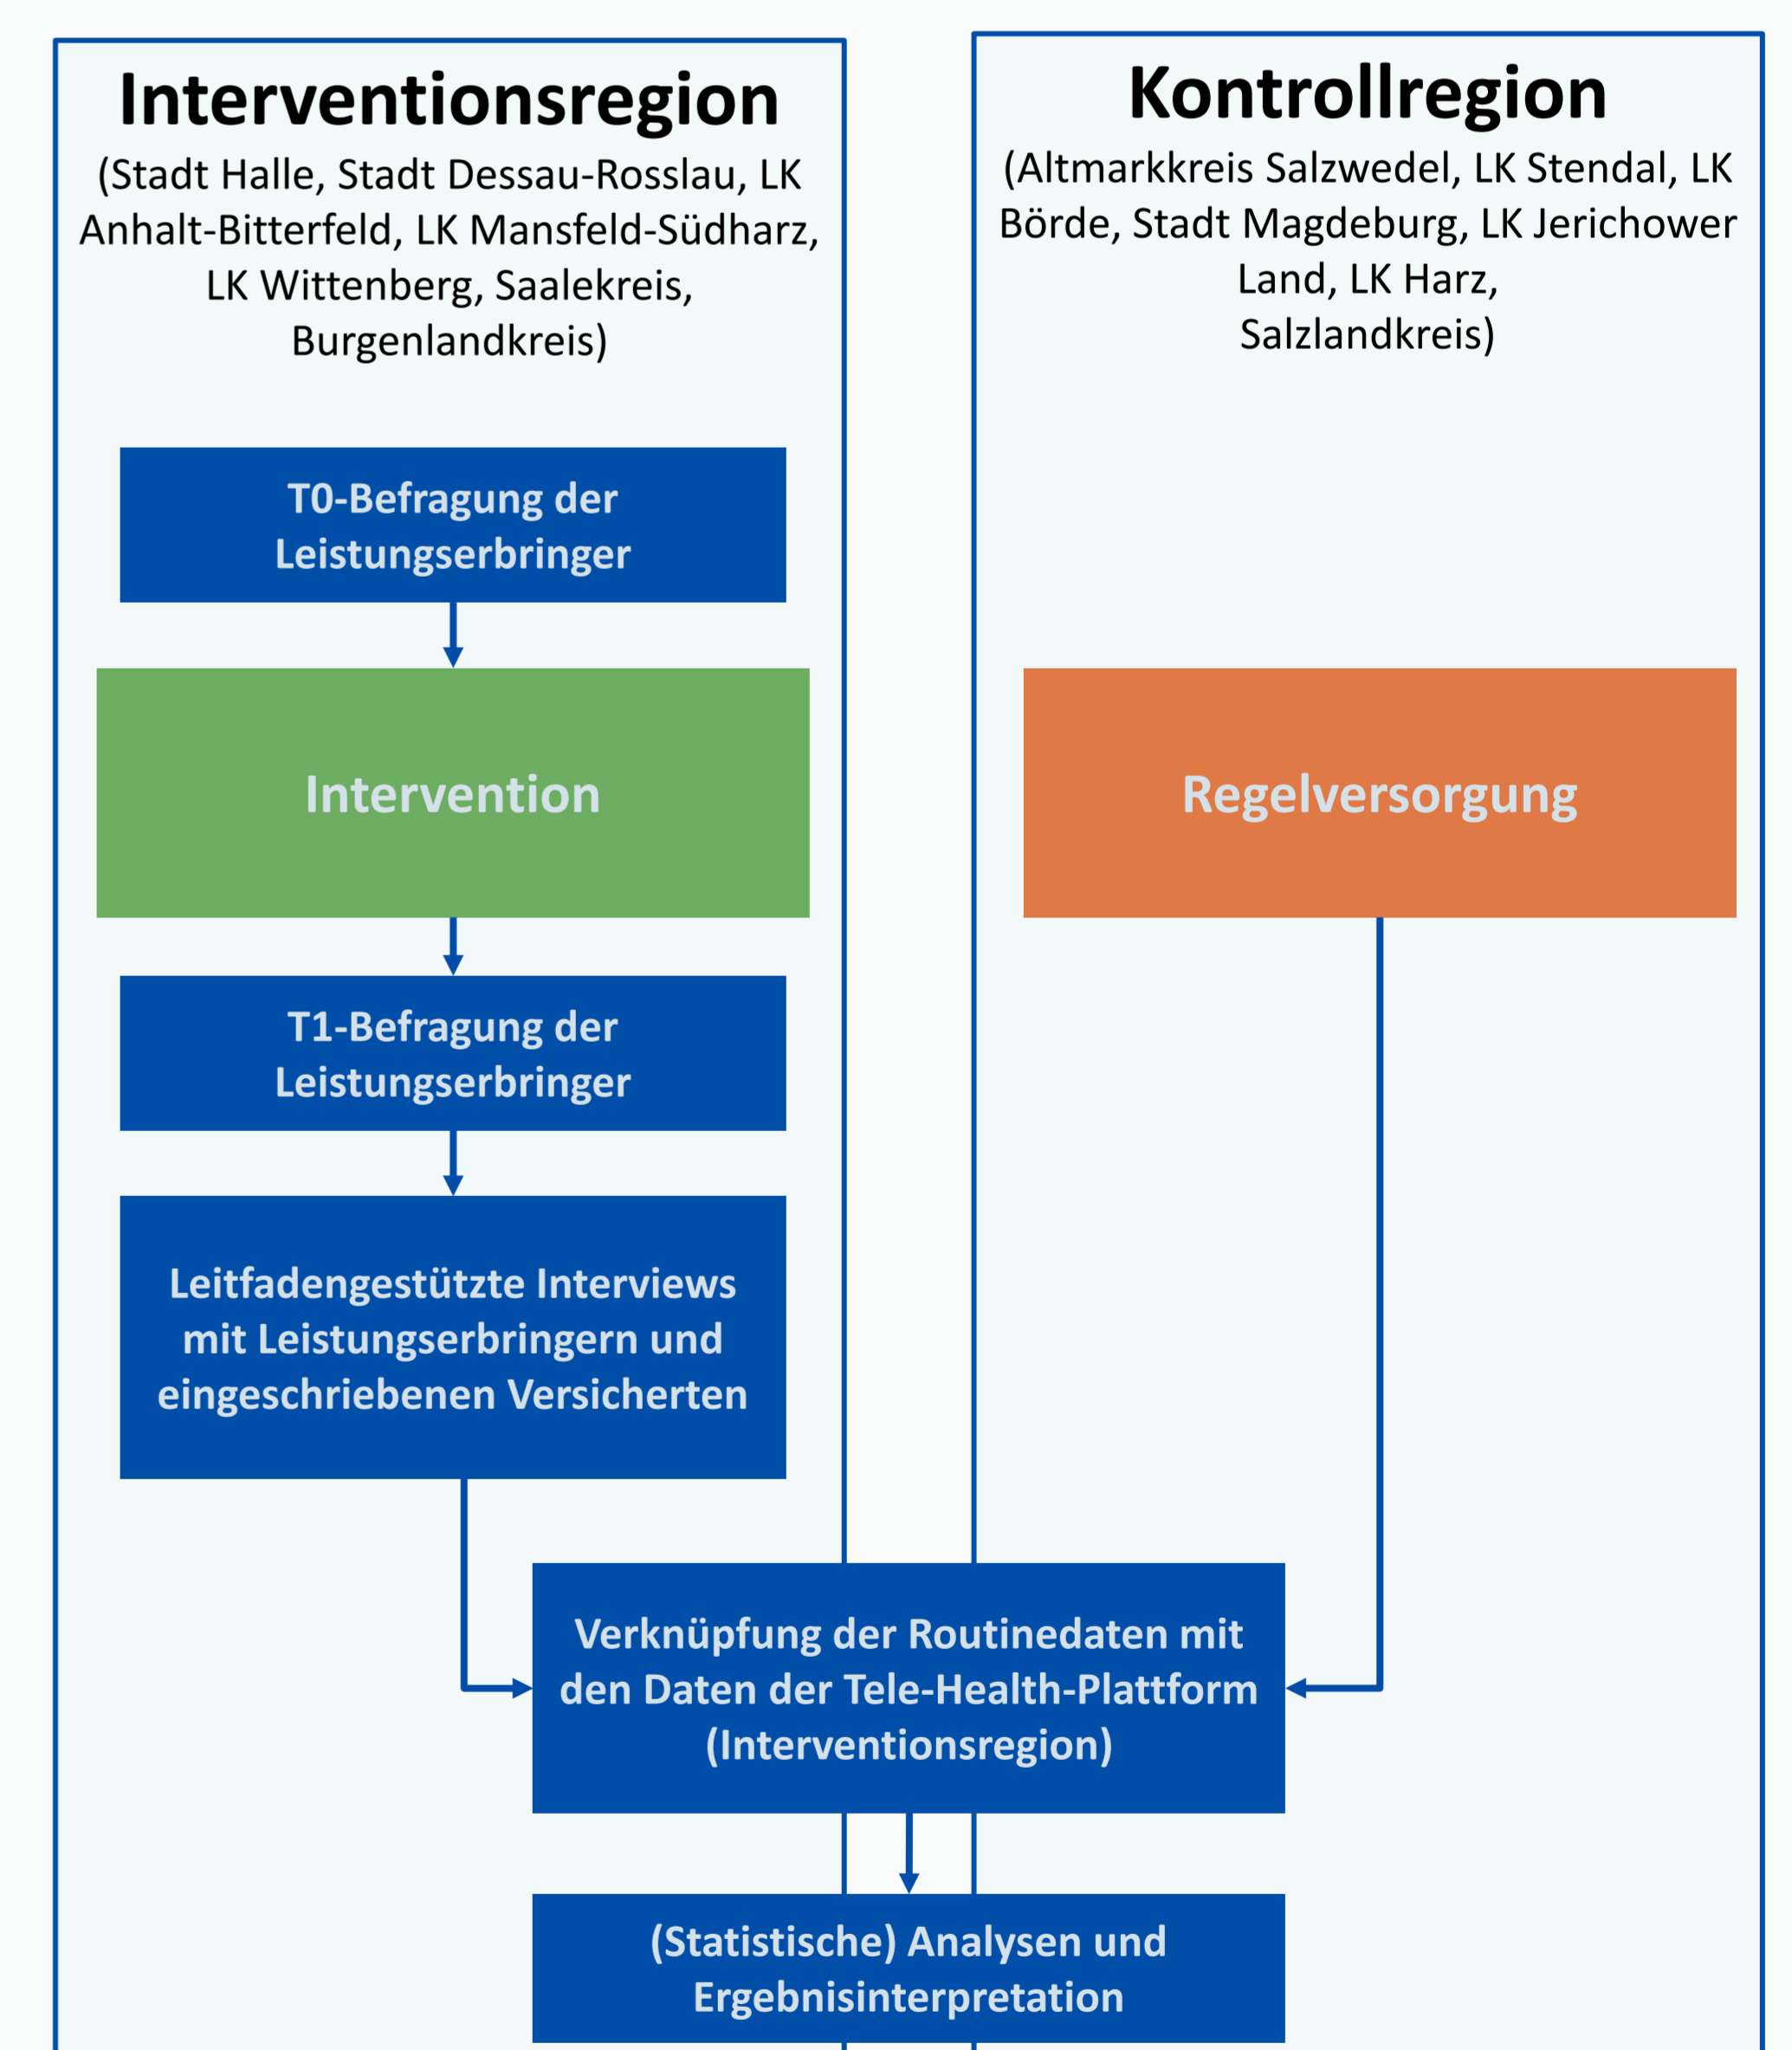 Interventionsregion
(Stadt Halle, Stadt Dessau-Rosslau, LK
Anhalt-Bitterfeld, LK Mansfeld-Südharz,
LK Wittenberg, Saalekreis,
Burgenlandkreis)
Kontrollregion
(Altmarkkreis Salzwedel, LK Stendal, LK
Börde, Stadt Magdeburg, LK Jerichower
Land, LK Harz,
Salzlandkreis)
T0-Befragung der
Leistungserbringer
Intervention
Regelversorgung
T1-Befragung der
Leistungserbringer
Leitfadengestützte Interviews
mit Leistungserbringern und
eingeschriebenen Versicherten
Verknüpfung der Routinedaten mit
den Daten der Tele-Health-Plattform
(Interventionsregion)
(Statistische) Analysen und
Ergebnisinterpretation